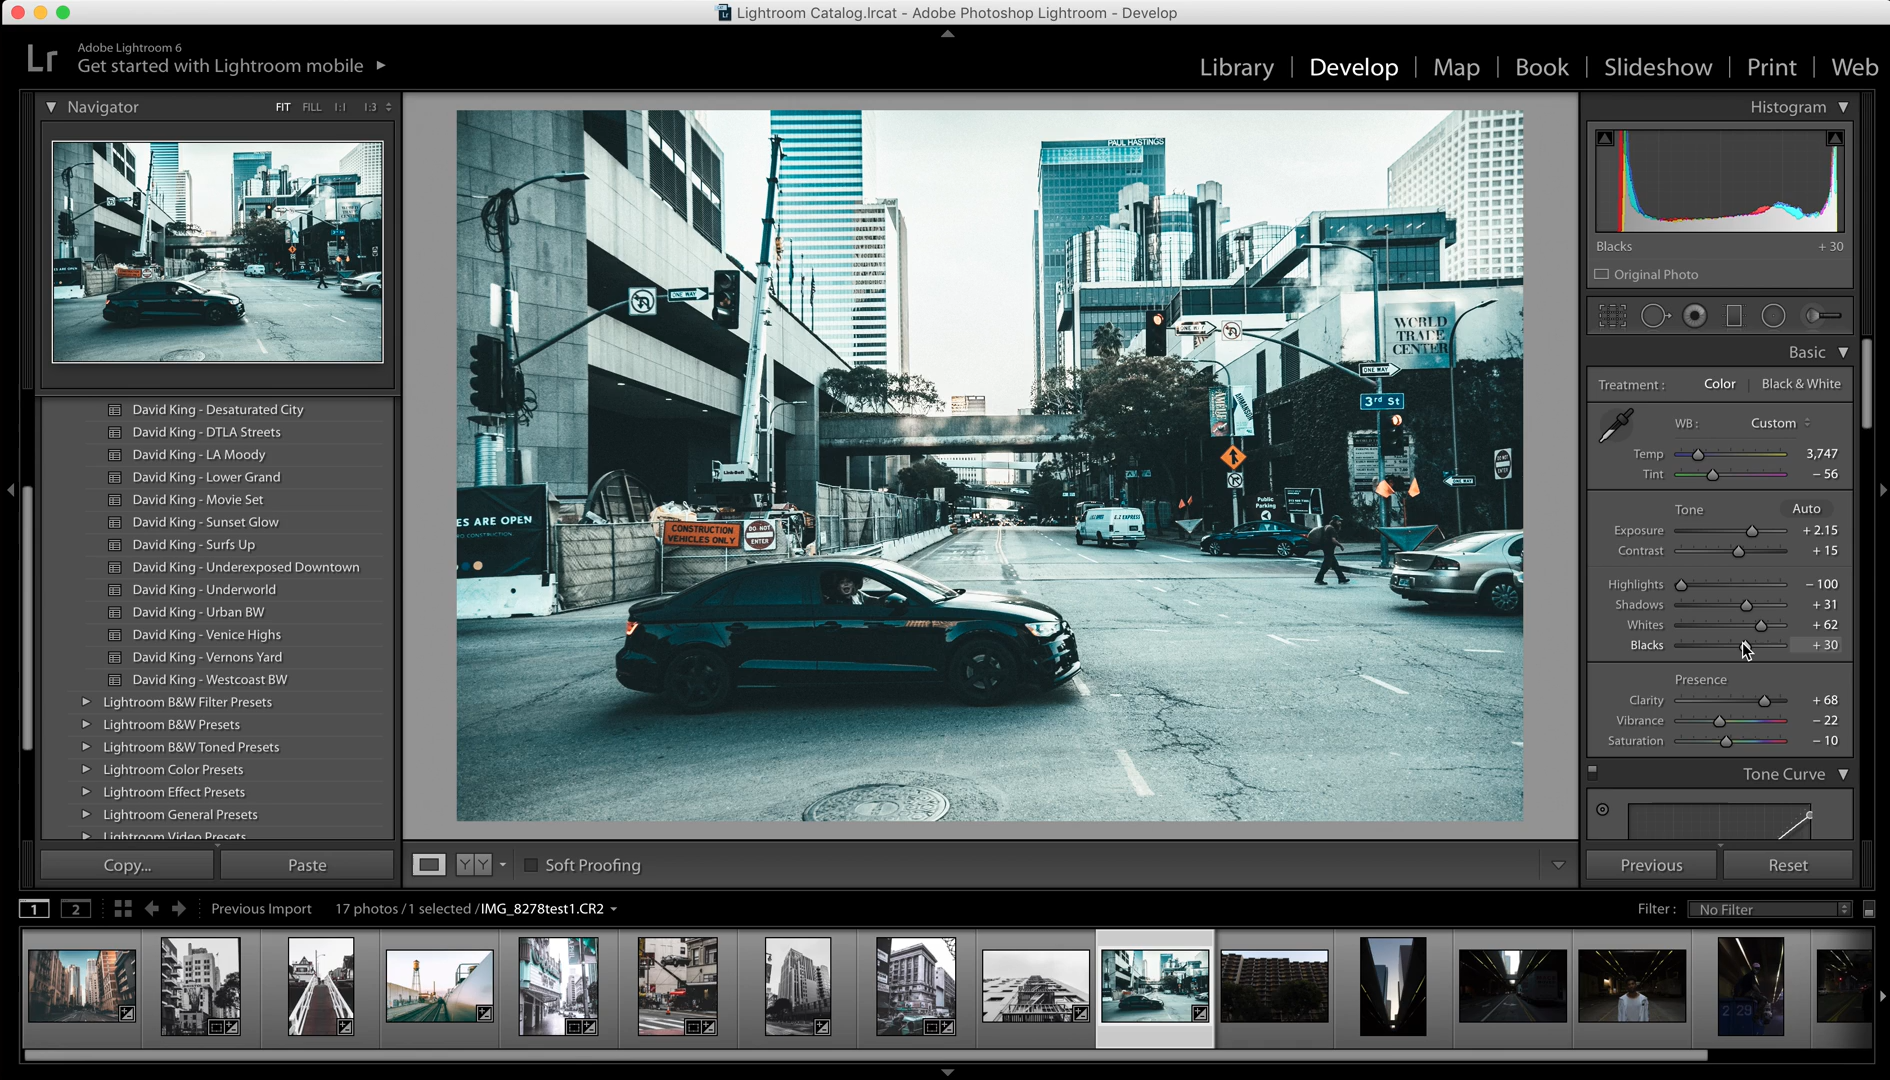 Lightroom Catalog.lrcat - Adobe Photoshop Lightroom - Develop
Lr
Adobe Lightroom 6
Get started with Lightroom mobile
Library | Develop | Map | Book | Slideshow | Print | Web
Navigator FIT FILL 1:1 1:3
David King - Desaturated City
David King - DTLA Streets
David King - LA Moody
David King - Lower Grand
David King - Movie Set
David King - Sunset Glow
David King - Surfs Up
David King - Underexposed Downtown
David King - Underworld
David King - Urban BW
David King - Venice Highs
David King - Vernons Yard
David King - Westcoast BW
Lightroom B&W Filter Presets
Lightroom B&W Presets
Lightroom B&W Toned Presets
Lightroom Color Presets
Lightroom Effect Presets
Lightroom General Presets
Lightroom Video Presets
Copy... Paste
PAUL HASTINGS
ONE WAY
WORLD
TRADE
CENTER
ONE WAY
3rd St
Link-Belt
ES ARE OPEN
CONSTRUCTION
VEHICLES ONLY
DO NOT
ENTER
Public
Parking
YY Soft Proofing
Histogram
Blacks + 30
Original Photo
Basic
Treatment : Color | Black & White
WB : Custom
Temp 3,747
Tint – 56
Tone Auto
Exposure + 2.15
Contrast + 15
Highlights – 100
Shadows + 31
Whites + 62
Blacks + 30
Presence
Clarity + 68
Vibrance – 22
Saturation – 10
Tone Curve
Previous Reset
1 2 Previous Import 17 photos / 1 selected / IMG_8278test1.CR2 Filter : No Filter